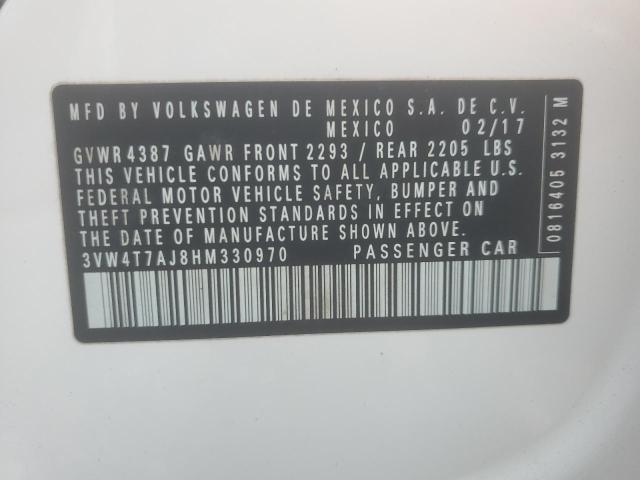 MFD BY VOLKSWAGEN DE MEXICO S.A. DE C.V.
MEXICO 02/17
GVWR 4387 GAWR FRONT 2293 / REAR 2205 LBS
THIS VEHICLE CONFORMS TO ALL APPLICABLE U.S.
FEDERAL MOTOR VEHICLE SAFETY, BUMPER AND
THEFT PREVENTION STANDARDS IN EFFECT ON
THE DATE OF MANUFACTURE SHOWN ABOVE.
3VW4T7AJ8HM330970 PASSENGER CAR
0816405 3132 M